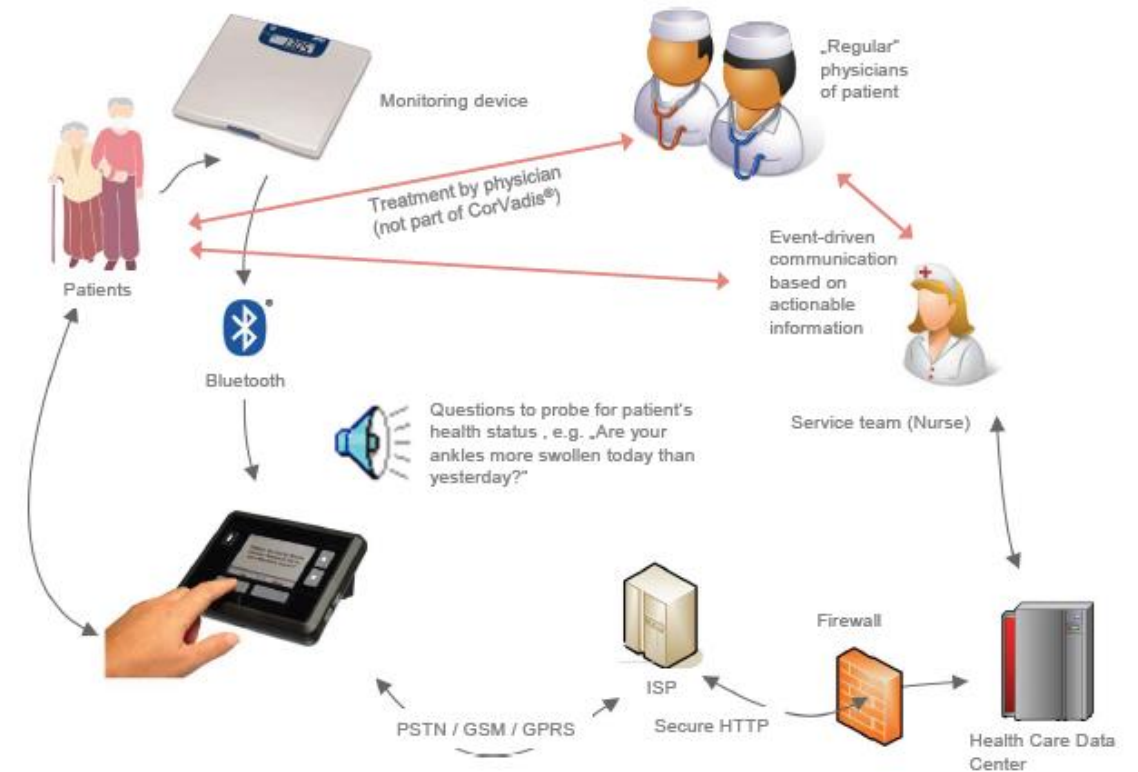 „Regular"
physicians
of patient
Monitoring device
Treatment by physician
(not part of CorVadis®)
Event-driven
communication
based on
actionable
information
Patients
Bluetooth
Questions to probe for patient's
health status , e.g. „Are your
ankles more swollen today than
yesterday?"
Service team (Nurse)
Firewall
ISP
PSTN / GSM / GPRS
Secure HTTP
Health Care Data
Center